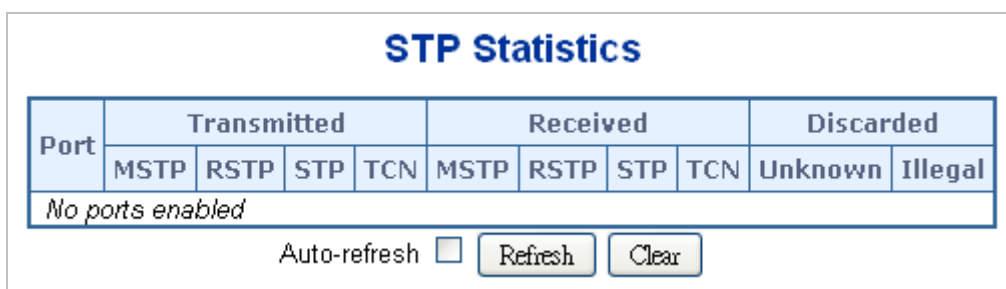 STP Statistics
Port Transmitted Received Discarded
MSTP RSTP STP TCN MSTP RSTP STP TCN Unknown Illegal
No ports enabled
Auto-refresh Refresh Clear